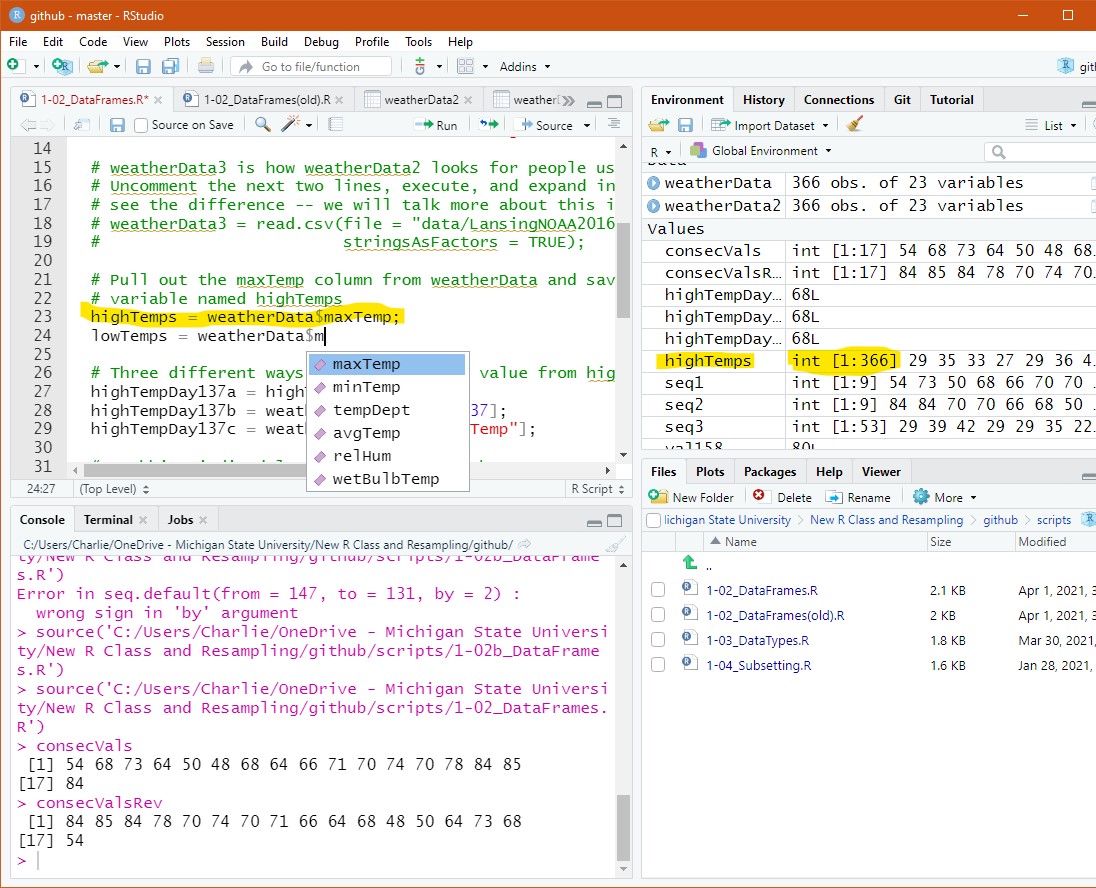 github - master - RStudio
File Edit Code View Plots Session Build Debug Profile Tools Help
Go to file/function Addins
1-02_DataFrames.R* 1-02_DataFrames(old).R weatherData2
Source on Save Run Source
14
15 # weatherData3 is how weatherData2 looks for people us
16 # Uncomment the next two lines, execute, and expand in
17 # see the difference -- we will talk more about this i
18 # weatherData3 = read.csv(file = "data/LansingNOAA2016
19 # stringsAsFactors = TRUE);
20
21 # Pull out the maxTemp column from weatherData and sav
22 # variable named highTemps
23 highTemps = weatherData$maxTemp;
24 lowTemps = weatherData$m
25
26 # Three different ways value from hig
27 highTempDay137a = high
28 highTempDay137b = weat 37];
29 highTempDay137c = weat Temp"];
30
31
maxTemp
minTemp
tempDept
avgTemp
relHum
wetBulbTemp
24:27 (Top Level) R Script
Console Terminal Jobs
C:/Users/Charlie/OneDrive - Michigan State University/New R Class and Resampling/github/
ty/New R Class and Resampling/github/scripts/1-02b_DataFrame
s.R')
Error in seq.default(from = 147, to = 131, by = 2) :
wrong sign in 'by' argument
> source('C:/Users/Charlie/OneDrive - Michigan State Universi
ty/New R Class and Resampling/github/scripts/1-02b_DataFrame
s.R')
> source('C:/Users/Charlie/OneDrive - Michigan State Universi
ty/New R Class and Resampling/github/scripts/1-02_DataFrames.
R')
> consecVals
[1] 54 68 73 64 50 48 68 64 66 71 70 74 70 78 84 85
[17] 84
> consecValsRev
[1] 84 85 84 78 70 74 70 71 66 64 68 48 50 64 73 68
[17] 54
>
Environment History Connections Git Tutorial
Import Dataset List
R Global Environment
Data
weatherData 366 obs. of 23 variables
weatherData2 366 obs. of 23 variables
Values
consecVals int [1:17] 54 68 73 64 50 48 68…
consecValsR… int [1:17] 84 85 84 78 70 74 70…
highTempDay… 68L
highTempDay… 68L
highTempDay… 68L
highTemps int [1:366] 29 35 33 27 29 36 4…
seq1 int [1:9] 54 73 50 68 66 70 70 …
seq2 int [1:9] 84 84 70 70 66 68 50 …
seq3 int [1:53] 29 39 42 29 29 35 22…
val158 80L
Files Plots Packages Help Viewer
New Folder Delete Rename More
lichigan State University New R Class and Resampling github scripts
Name Size Modified
..
1-02_DataFrames.R 2.1 KB Apr 1, 2021, 3
1-02_DataFrames(old).R 2 KB Apr 1, 2021, 3
1-03_DataTypes.R 1.8 KB Mar 30, 2021,
1-04_Subsetting.R 1.6 KB Jan 28, 2021,